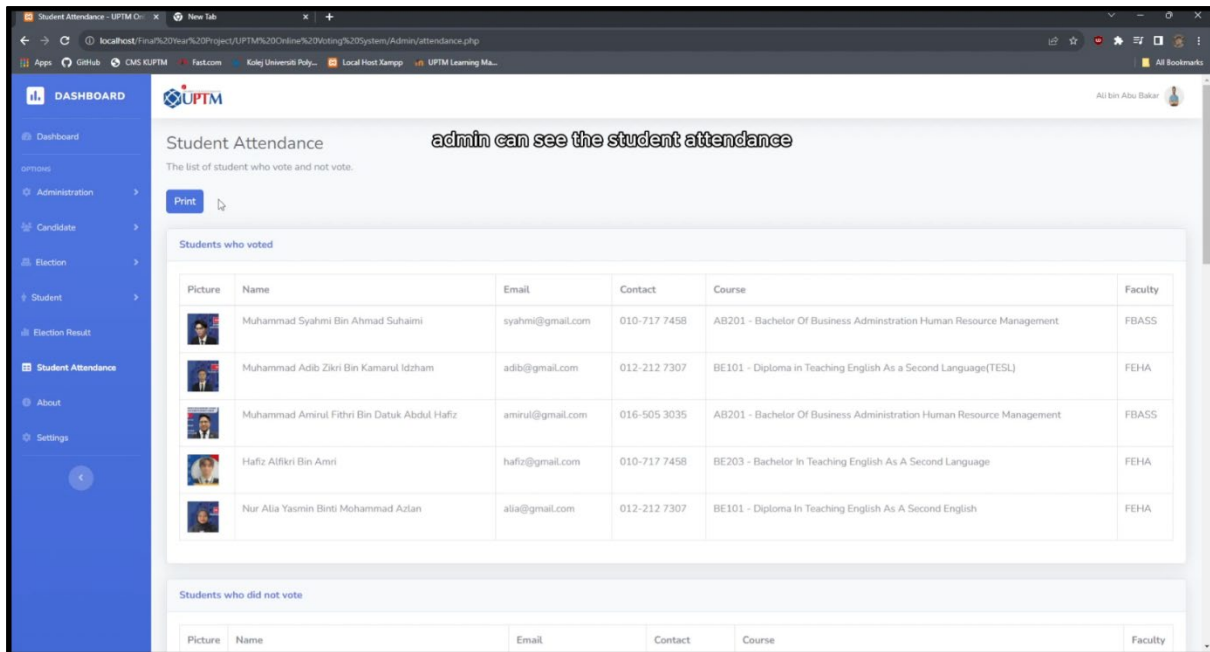 Student Attendance - UPTM On
New Tab
localhost/Final%20Year%20Project/UPTM%20Online%20Voting%20System/Admin/attendance.php
Apps GitHub CMS KUPTM Fast.com Kolej Universiti Poly... Local Host Xampp UPTM Learning Ma...
All Bookmarks
DASHBOARD
UPTM
Ali bin Abu Bakar
Dashboard
OPTIONS
Administration
Candidate
Election
Student
Election Result
Student Attendance
About
Settings
admin can see the student attendance
Student Attendance
The list of student who vote and not vote.
Print
Students who voted
Picture Name Email Contact Course Faculty
Muhammad Syahmi Bin Ahmad Suhaimi syahmi@gmail.com 010-717 7458 AB201 - Bachelor Of Business Adminstration Human Resource Management FBASS
Muhammad Adib Zikri Bin Kamarul Idzham adib@gmail.com 012-212 7307 BE101 - Diploma in Teaching English As a Second Language(TESL) FEHA
Muhammad Amirul Fithri Bin Datuk Abdul Hafiz amirul@gmail.com 016-505 3035 AB201 - Bachelor Of Business Administration Human Resource Management FBASS
Hafiz Alfikri Bin Amri hafiz@gmail.com 010-717 7458 BE203 - Bachelor In Teaching English As A Second Language FEHA
Nur Alia Yasmin Binti Mohammad Azlan alia@gmail.com 012-212 7307 BE101 - Diploma In Teaching English As A Second English FEHA
Students who did not vote
Picture Name Email Contact Course Faculty